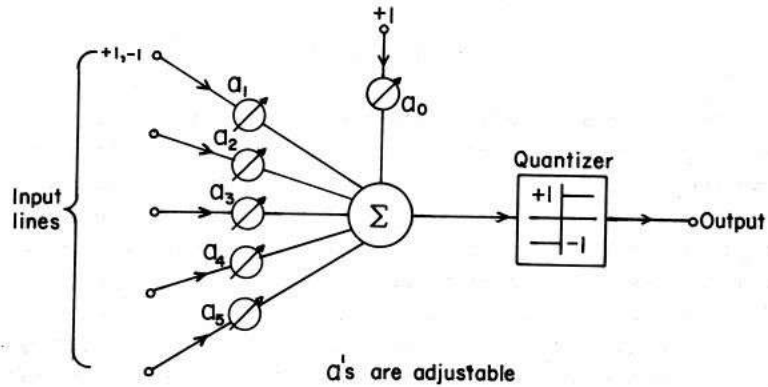 +1
+1,-1
a1
a0
a2
Quantizer
a3
+1
-1
Input
lines
Σ
Output
a4
a5
a's are adjustable